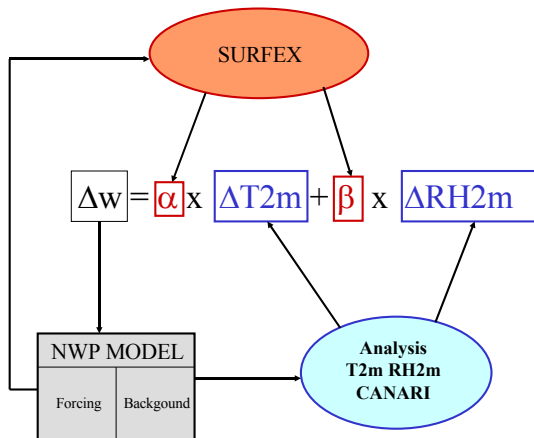 SURFEX
Δw = α x ΔT2m + β x ΔRH2m
NWP MODEL
Forcing Backgound
Analysis
T2m RH2m
CANARI